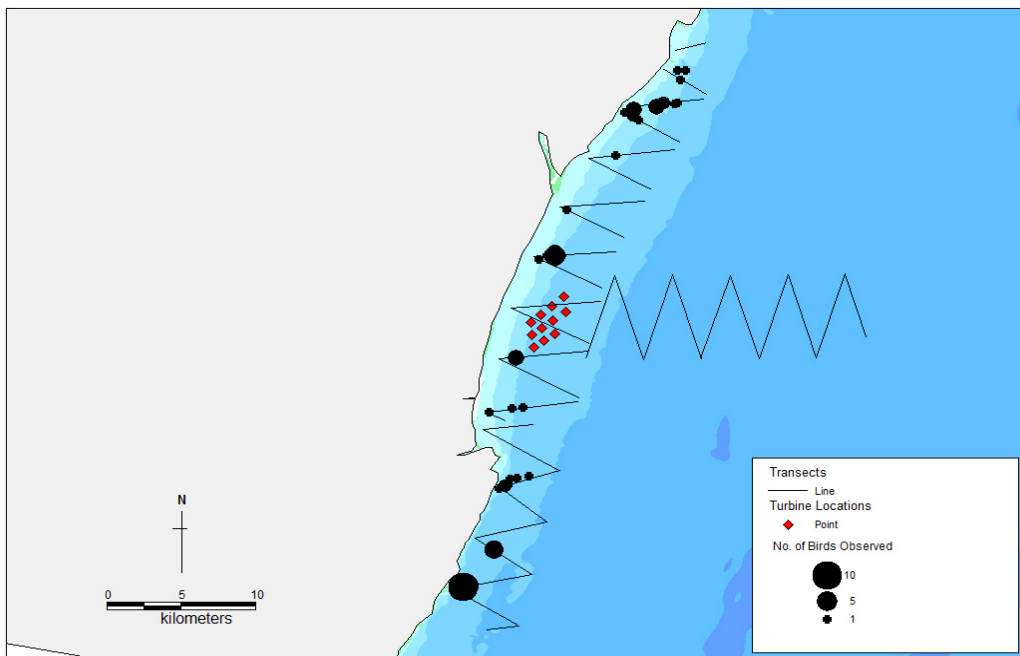 N
0 5 10
kilometers
Transects
Line
Turbine Locations
Point
No. of Birds Observed
10
5
1